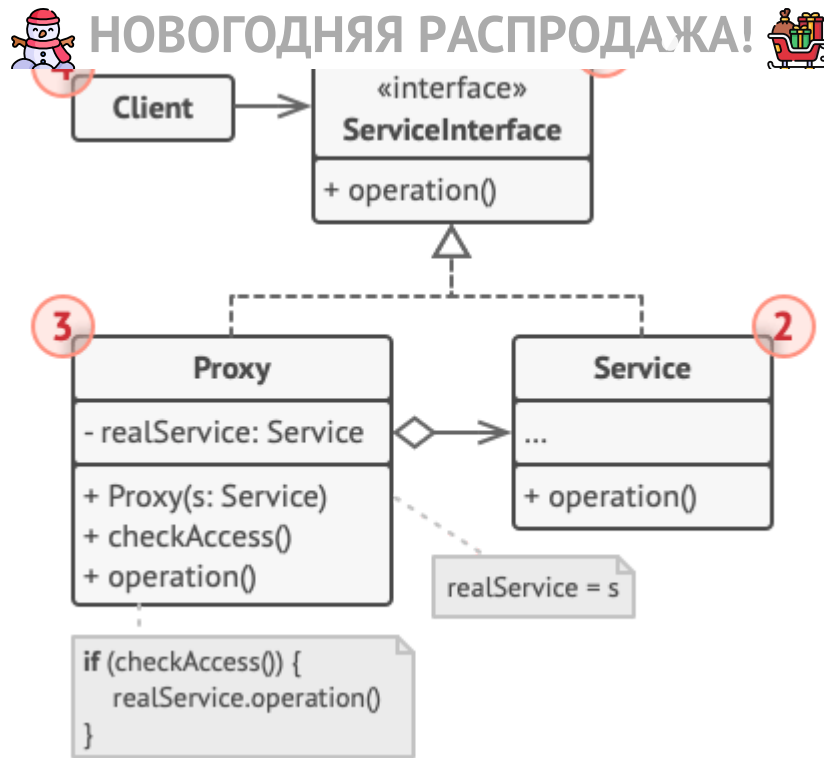 НОВОГОДНЯЯ РАСПРОДАЖА!
4
Client
«interface»
ServiceInterface
+ operation()
3
2
Proxy
Service
- realService: Service
...
+ Proxy(s: Service)
+ checkAccess()
+ operation()
+ operation()
realService = s
if (checkAccess()) {
realService.operation()
}